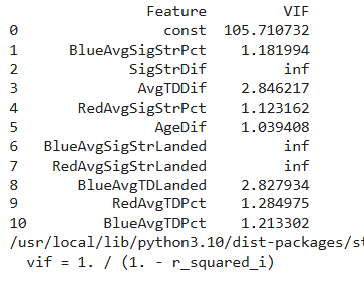 Feature VIF
0 const 105.710732
1 BlueAvgSigStrPct 1.181994
2 SigStrDif inf
3 AvgTDDif 2.846217
4 RedAvgSigStrPct 1.123162
5 AgeDif 1.039408
6 BlueAvgSigStrLanded inf
7 RedAvgSigStrLanded inf
8 BlueAvgTDLanded 2.827934
9 RedAvgTDPct 1.284975
10 BlueAvgTDPct 1.213302
/usr/local/lib/python3.10/dist-packages/st
vif = 1. / (1. - r_squared_i)